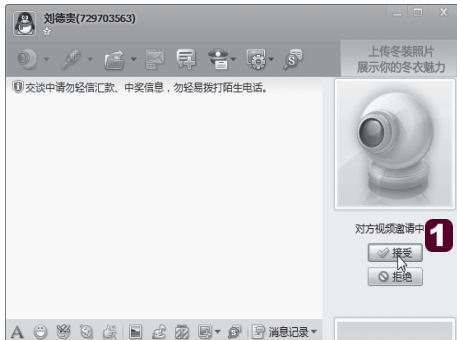 刘德贵(729703563)
上传冬装照片
展示你的冬衣魅力
交谈中请勿轻信汇款、中奖信息,勿轻易拨打陌生电话。
对方视频邀请中
1
接受
拒绝
A
消息记录